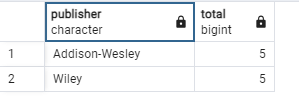 publisher total
character bigint
1 Addison-Wesley 5
2 Wiley 5